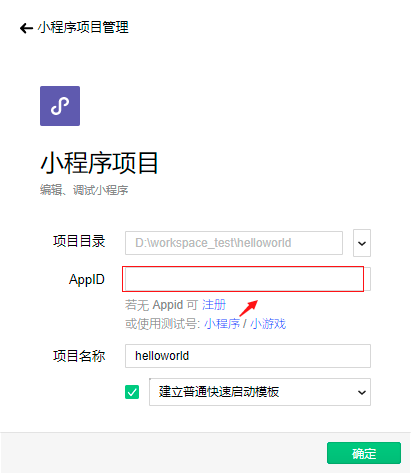 小程序项目管理
小程序项目
编辑、调试小程序
项目目录 D:\workspace_test\helloworld
AppID
若无 Appid 可 注册
或使用测试号: 小程序 / 小游戏
项目名称 helloworld
建立普通快速启动模板
确定